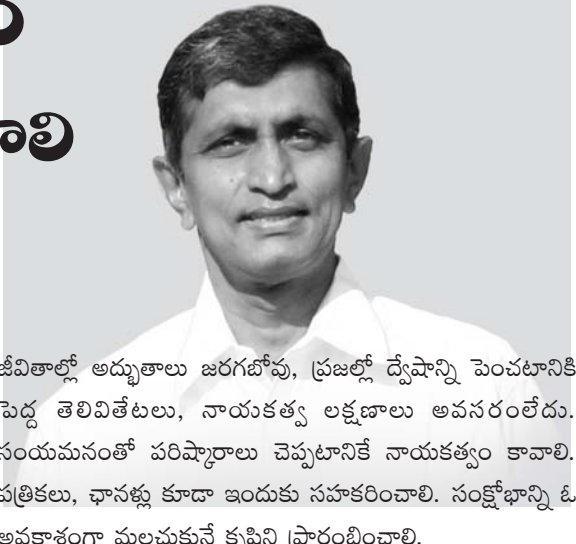 ాలి
జీవితాల్లో అద్భుతాలు జరగబోవు, ప్రజల్లో ద్వేషాన్ని పెంచటానికి
పెద్ద తెలివితేటలు, నాయకత్వ లక్షణాలు అవసరంలేదు.
సంయమనంతో పరిష్కారాలు చెప్పటానికే నాయకత్వం కావాలి.
పత్రికలు, ఛానళ్లు కూడా ఇందుకు సహకరించాలి. సంక్షోభాన్ని ఓ
అవకాశంగా మలచుకునే కృషిని ప్రారంభించాలి.